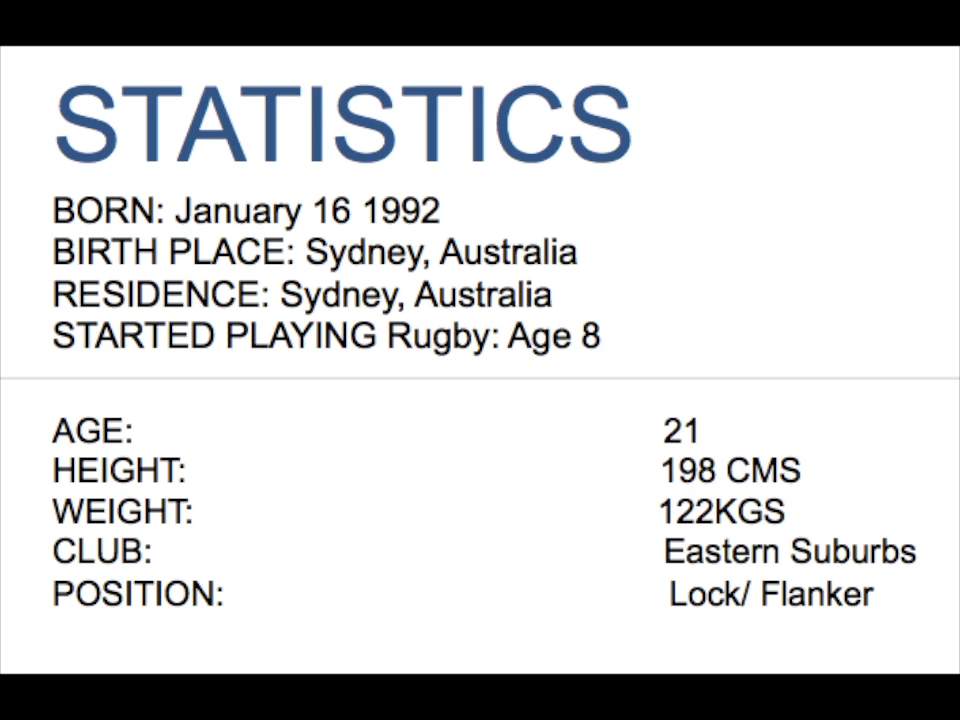 STATISTICS
BORN: January 16 1992
BIRTH PLACE: Sydney, Australia
RESIDENCE: Sydney, Australia
STARTED PLAYING Rugby: Age 8
AGE: 21
HEIGHT: 198 CMS
WEIGHT: 122KGS
CLUB: Eastern Suburbs
POSITION: Lock/ Flanker